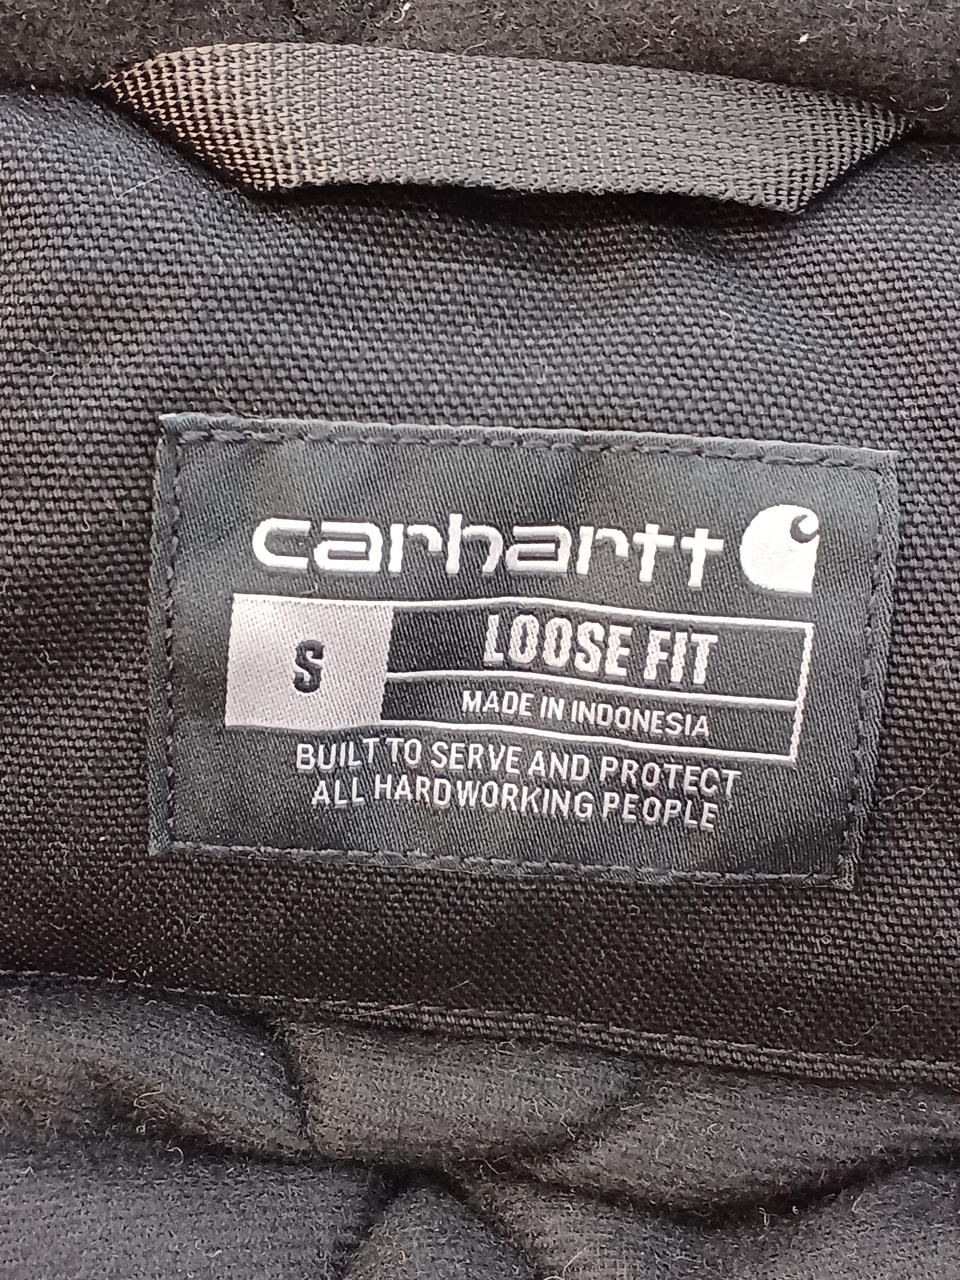 carhartt
S
LOOSE FIT
MADE IN INDONESIA
BUILT TO SERVE AND PROTECT
ALL HARDWORKING PEOPLE